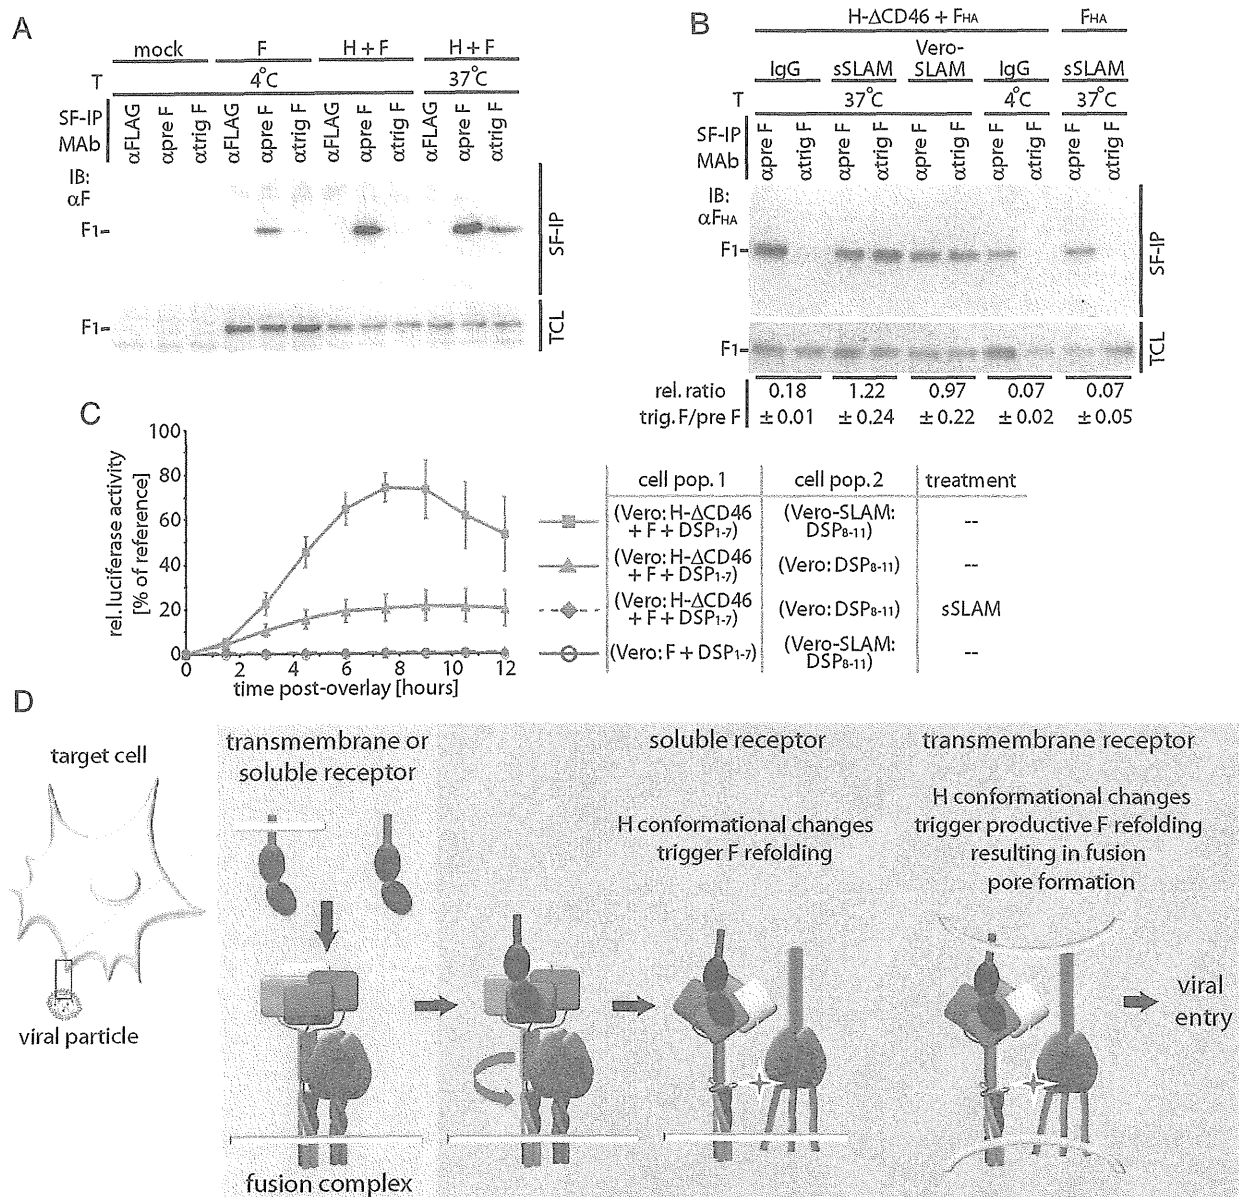 A
mock
F
H + F
H + F
T
4°C
37°C
SF-IP
MAb
αFLAG
αpre F
αtrig F
αFLAG
αpre F
αtrig F
αFLAG
αpre F
αtrig F
αFLAG
αpre F
αtrig F
IB:
αF
F1-
SF-IP
F1-
TCL
B
H-ΔCD46 + FHA
FHA
IgG
sSLAM
Vero-
SLAM
IgG
sSLAM
T
37°C
4°C
37°C
SF-IP
MAb
αpre F
αtrig F
αpre F
αtrig F
αpre F
αtrig F
αpre F
αtrig F
αpre F
αtrig F
IB:
αFHA
F1-
SF-IP
F1-
TCL
rel. ratio
trig. F/pre F
0.18 1.22 0.97 0.07 0.07
± 0.01 ± 0.24 ± 0.22 ± 0.02 ± 0.05
C
rel. luciferase activity
[% of reference]
100
80
60
40
20
0
0 2 4 6 8 10 12
time post-overlay [hours]
cell pop. 1 cell pop. 2 treatment
(Vero: H-ΔCD46
+ F + DSP1-7)
(Vero-SLAM:
DSP8-11)
--
(Vero: H-ΔCD46
+ F + DSP1-7)
(Vero: DSP8-11)
--
(Vero: H-ΔCD46
+ F + DSP1-7)
(Vero: DSP8-11)
sSLAM
(Vero: F + DSP1-7)
(Vero-SLAM:
DSP8-11)
--
D
target cell
viral particle
transmembrane or
soluble receptor
fusion complex
soluble receptor
H conformational changes
trigger F refolding
transmembrane receptor
H conformational changes
trigger productive F refolding
resulting in fusion
pore formation
viral
entry